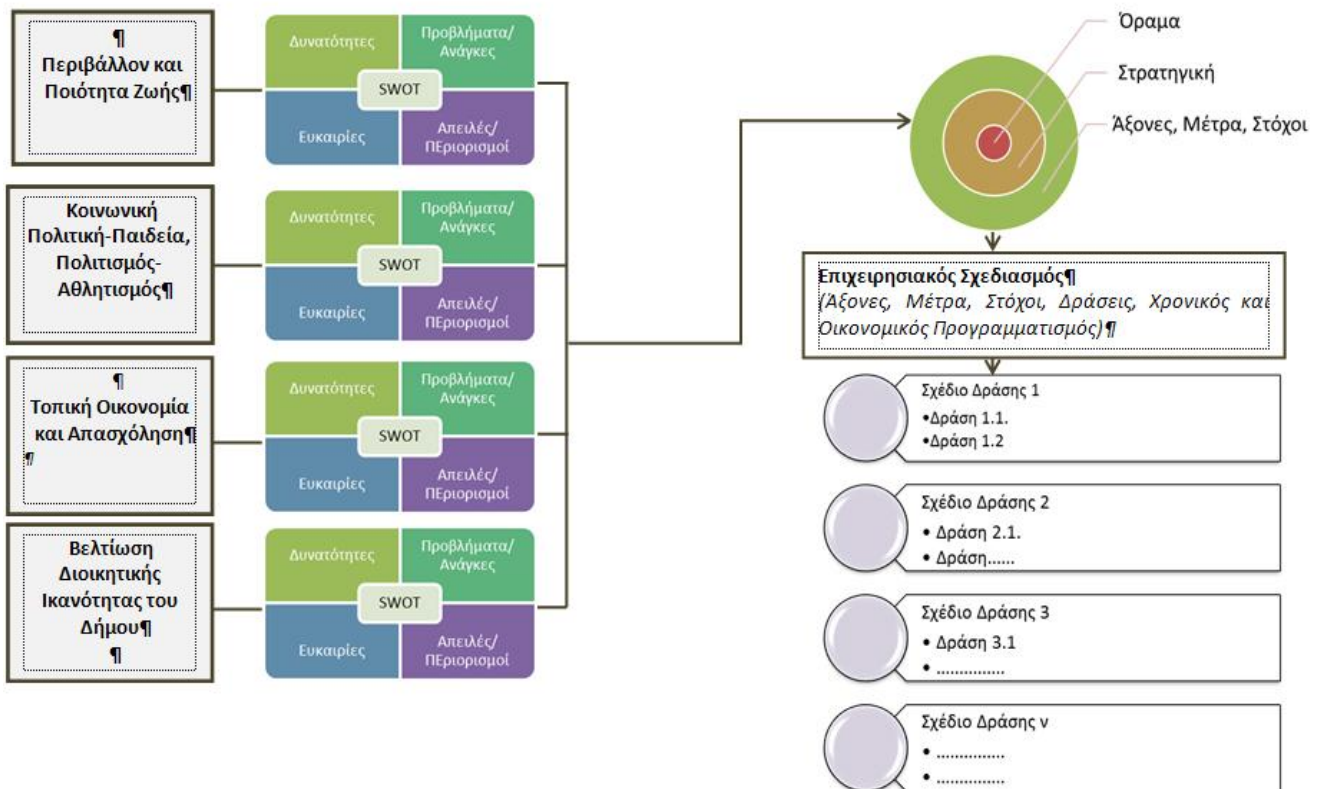 ¶
Περιβάλλον και
Ποιότητα Ζωής¶
Δυνατότητες
Προβλήματα/
Ανάγκες
SWOT
Ευκαιρίες
Απειλές/
ΠΕριορισμοί
Κοινωνική
Πολιτική-Παιδεία,
Πολιτισμός-
Αθλητισμός¶
Δυνατότητες
Προβλήματα/
Ανάγκες
SWOT
Ευκαιρίες
Απειλές/
ΠΕριορισμοί
¶
Τοπική Οικονομία
και Απασχόληση¶
¶
Δυνατότητες
Προβλήματα/
Ανάγκες
SWOT
Ευκαιρίες
Απειλές/
ΠΕριορισμοί
Βελτίωση
Διοικητικής
Ικανότητας του
Δήμου¶
¶
Δυνατότητες
Προβλήματα/
Ανάγκες
SWOT
Ευκαιρίες
Απειλές/
ΠΕριορισμοί
Όραμα
Στρατηγική
Άξονες, Μέτρα, Στόχοι
Επιχειρησιακός Σχεδιασμός¶
(Άξονες, Μέτρα, Στόχοι, Δράσεις, Χρονικός και
Οικονομικός Προγραμματισμός)¶
Σχέδιο Δράσης 1
•Δράση 1.1.
•Δράση 1.2
Σχέδιο Δράσης 2
• Δράση 2.1.
• Δράση......
Σχέδιο Δράσης 3
• Δράση 3.1
• ...............
Σχέδιο Δράσης ν
• ...............
• ...............